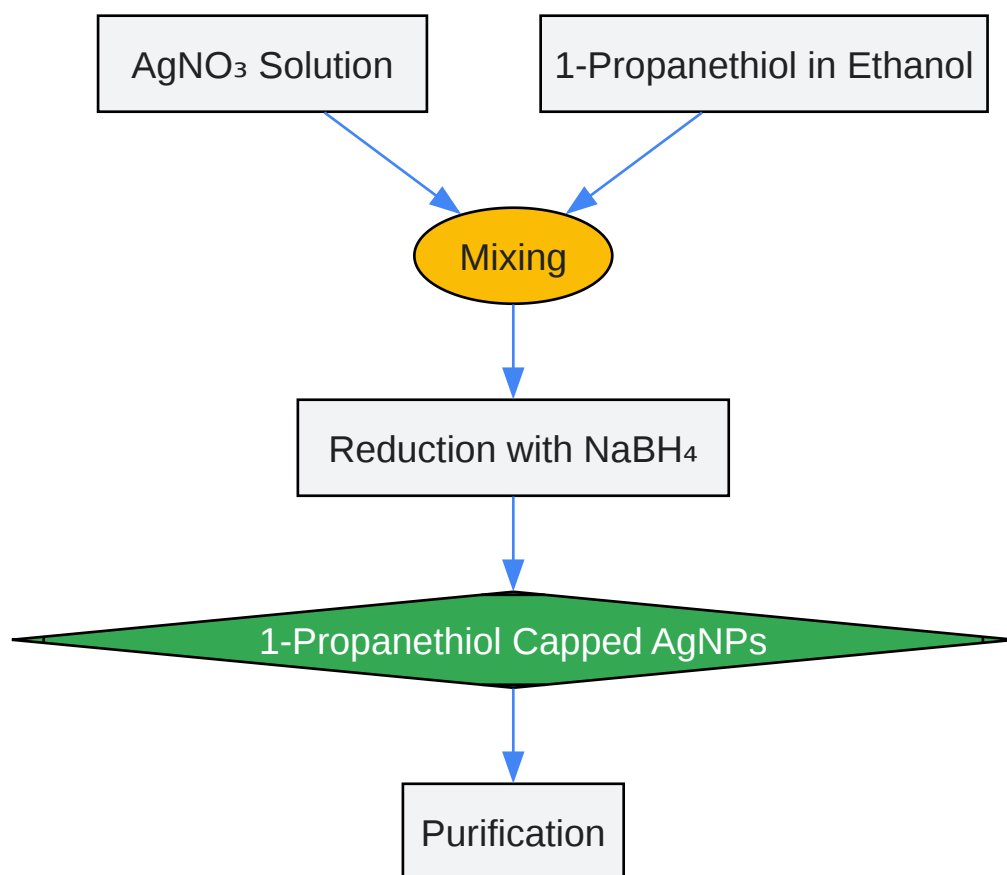 AgNO₃ Solution
1-Propanethiol in Ethanol
Mixing
Reduction with NaBH₄
1-Propanethiol Capped AgNPs
Purification